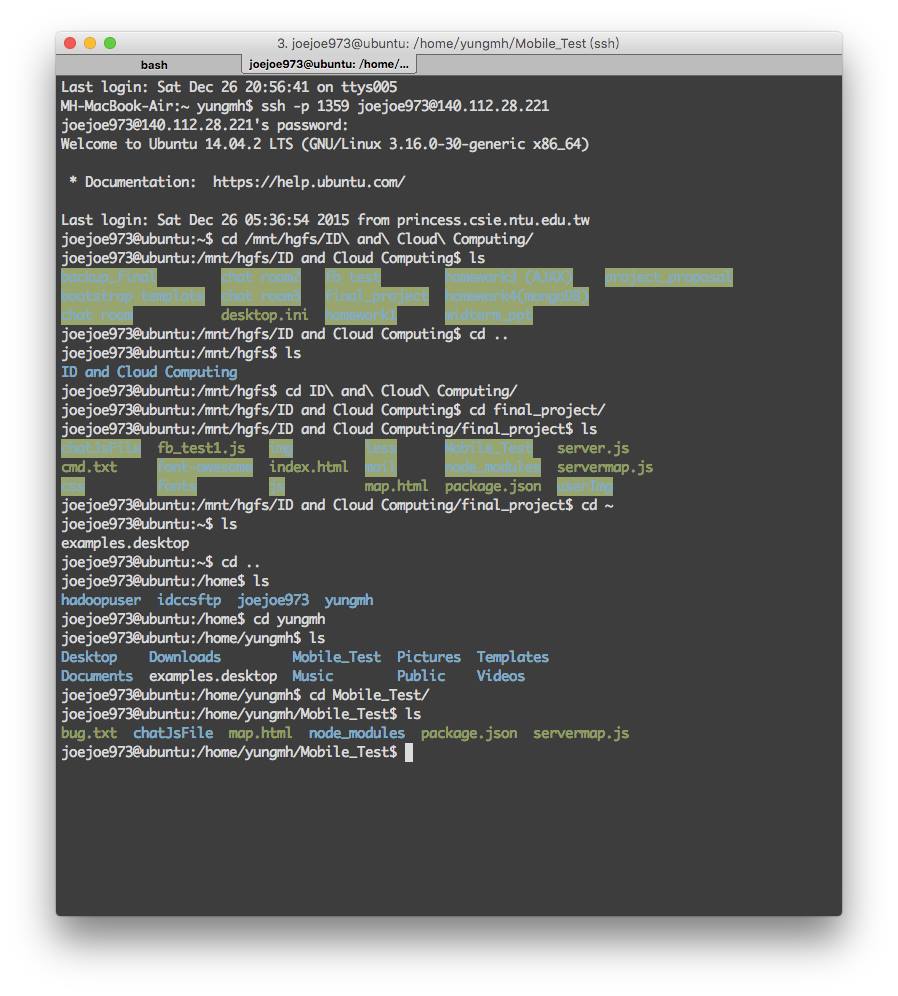 3. joejoe973@ubuntu: /home/yungmh/Mobile_Test (ssh)
bash joejoe973@ubuntu: /home/...
Last login: Sat Dec 26 20:56:41 on ttys005
MH-MacBook-Air:~ yungmh$ ssh -p 1359 joejoe973@140.112.28.221
joejoe973@140.112.28.221's password:
Welcome to Ubuntu 14.04.2 LTS (GNU/Linux 3.16.0-30-generic x86_64)
* Documentation: https://help.ubuntu.com/
Last login: Sat Dec 26 05:36:54 2015 from princess.csie.ntu.edu.tw
joejoe973@ubuntu:~$ cd /mnt/hgfs/ID\ and\ Cloud\ Computing/
joejoe973@ubuntu:/mnt/hgfs/ID and Cloud Computing$ ls
backup_final chat room2 fb_test homework3 (AJAX) project_proposal
bootstrap template chat room3 final_project homework4(mongoDB)
chat room desktop.ini homework1 midterm_ppt
joejoe973@ubuntu:/mnt/hgfs/ID and Cloud Computing$ cd ..
joejoe973@ubuntu:/mnt/hgfs$ ls
ID and Cloud Computing
joejoe973@ubuntu:/mnt/hgfs$ cd ID\ and\ Cloud\ Computing/
joejoe973@ubuntu:/mnt/hgfs/ID and Cloud Computing$ cd final_project/
joejoe973@ubuntu:/mnt/hgfs/ID and Cloud Computing/final_project$ ls
chatJsFile fb_test1.js img less Mobile_Test server.js
cmd.txt font-awesome index.html mail node_modules servermap.js
css fonts js map.html package.json userImg
joejoe973@ubuntu:/mnt/hgfs/ID and Cloud Computing/final_project$ cd ~
joejoe973@ubuntu:~$ ls
examples.desktop
joejoe973@ubuntu:~$ cd ..
joejoe973@ubuntu:/home$ ls
hadoopuser idccsftp joejoe973 yungmh
joejoe973@ubuntu:/home$ cd yungmh
joejoe973@ubuntu:/home/yungmh$ ls
Desktop Downloads Mobile_Test Pictures Templates
Documents examples.desktop Music Public Videos
joejoe973@ubuntu:/home/yungmh$ cd Mobile_Test/
joejoe973@ubuntu:/home/yungmh/Mobile_Test$ ls
bug.txt chatJsFile map.html node_modules package.json servermap.js
joejoe973@ubuntu:/home/yungmh/Mobile_Test$